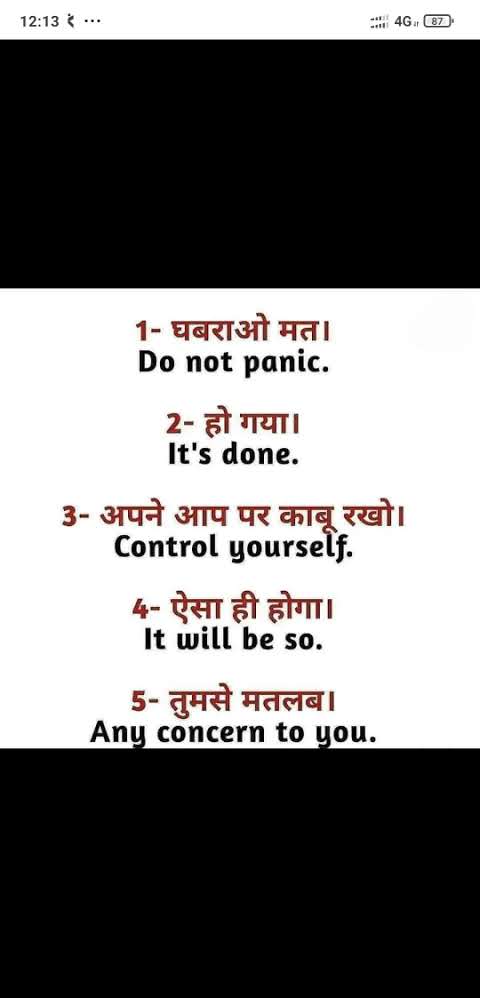 12:13 ...
4G 87
1- घबराओ मत।
Do not panic.
2- हो गया।
It's done.
3- अपने आप पर काबू रखो।
Control yourself.
4- ऐसा ही होगा।
It will be so.
5- तुमसे मतलब।
Any concern to you.